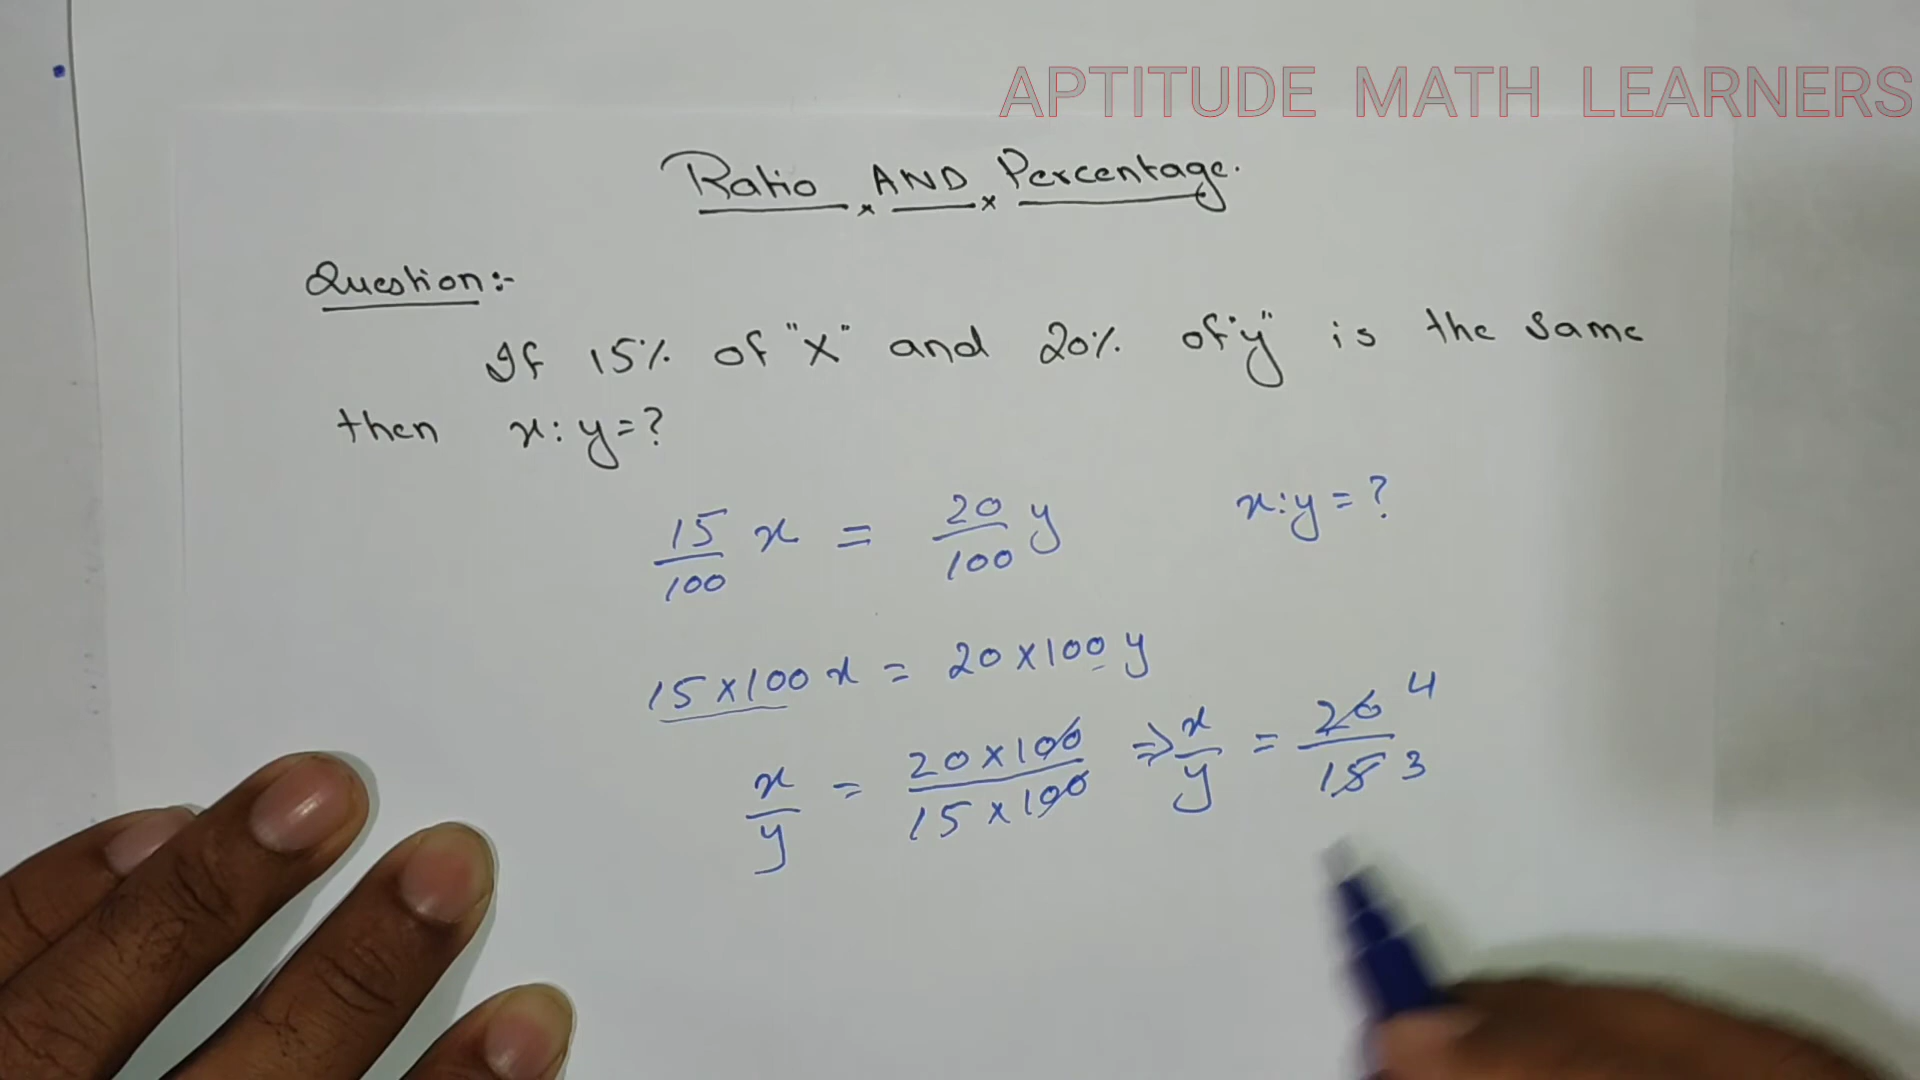 APTITUDE MATH LEARNERS
Ratio AND Percentage.
Question:-
If 15% of "X" and 20% of "y" is the same
then x:y=?
15/100 x = 20/100 y
x:y=?
15×100 x = 20×100 y
x/y = 20×100/15×100 ⇒ x/y = 20/15 4 3